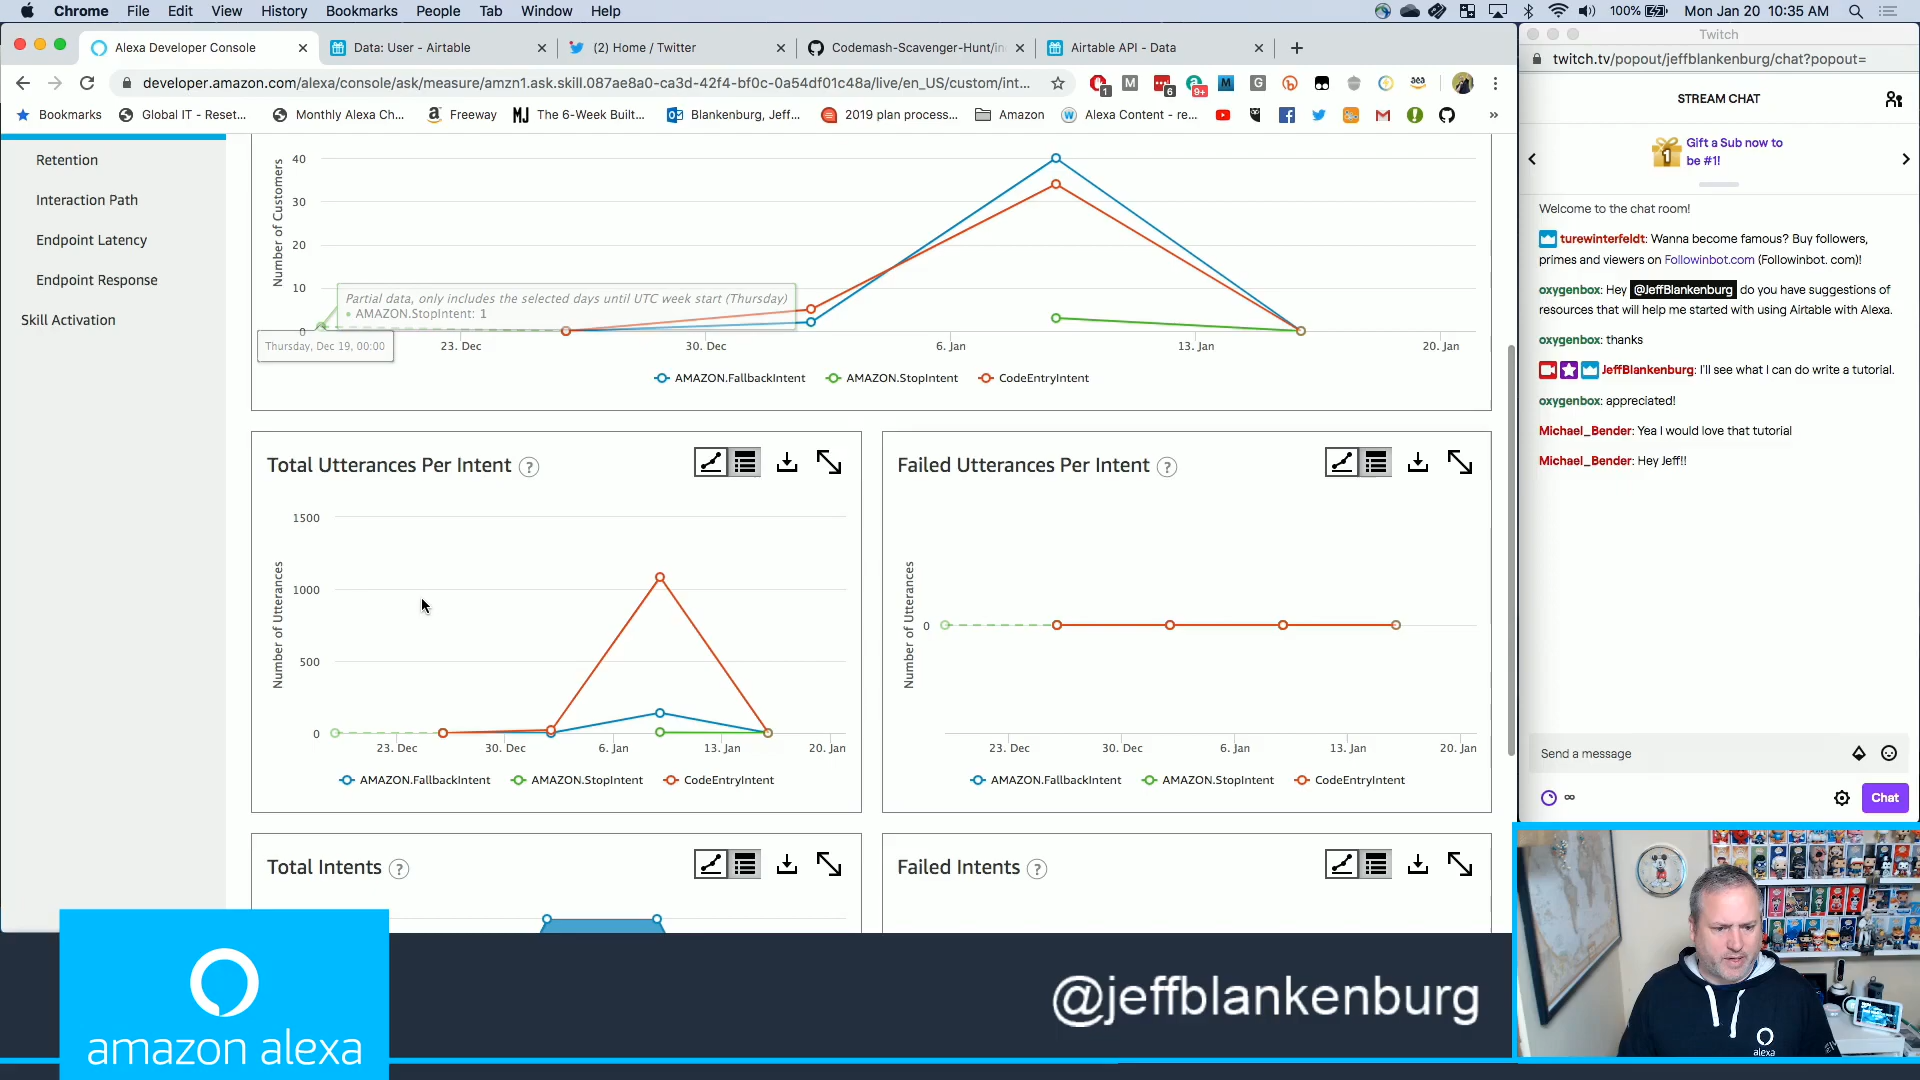 Chrome File Edit View History Bookmarks People Tab Window Help
100% Mon Jan 20 10:35 AM
Alexa Developer Console
Data: User - Airtable
(2) Home / Twitter
Codemash-Scavenger-Hunt/in
Airtable API - Data
developer.amazon.com/alexa/console/ask/measure/amzn1.ask.skill.087ae8a0-ca3d-42f4-bf0c-0a54df01c48a/live/en_US/custom/int...
Bookmarks
Global IT - Reset...
Monthly Alexa Ch...
Freeway
The 6-Week Built...
Blankenburg, Jeff...
2019 plan process...
Amazon
Alexa Content - re...
Retention
Interaction Path
Endpoint Latency
Endpoint Response
Skill Activation
Number of Customers
40
30
20
10
0
Partial data, only includes the selected days until UTC week start (Thursday)
• AMAZON.StopIntent: 1
Thursday, Dec 19, 00:00
23. Dec 30. Dec 6. Jan 13. Jan 20. Jan
AMAZON.FallbackIntent AMAZON.StopIntent CodeEntryIntent
Total Utterances Per Intent ?
Number of Utterances
1500
1000
500
0
23. Dec 30. Dec 6. Jan 13. Jan 20. Jan
AMAZON.FallbackIntent AMAZON.StopIntent CodeEntryIntent
Failed Utterances Per Intent ?
Number of Utterances
0
23. Dec 30. Dec 6. Jan 13. Jan 20. Jan
AMAZON.FallbackIntent AMAZON.StopIntent CodeEntryIntent
Total Intents ?
Failed Intents ?
Twitch
twitch.tv/popout/jeffblankenburg/chat?popout=
STREAM CHAT
1
Gift a Sub now to
be #1!
Welcome to the chat room!
turewinterfeldt: Wanna become famous? Buy followers,
primes and viewers on Followinbot.com (Followinbot. com)!
oxygenbox: Hey @JeffBlankenburg do you have suggestions of
resources that will help me started with using Airtable with Alexa.
oxygenbox: thanks
JeffBlankenburg: I'll see what I can do write a tutorial.
oxygenbox: appreciated!
Michael_Bender: Yea I would love that tutorial
Michael_Bender: Hey Jeff!!
Send a message
∞
Chat
amazon alexa
@jeffblankenburg
alexa